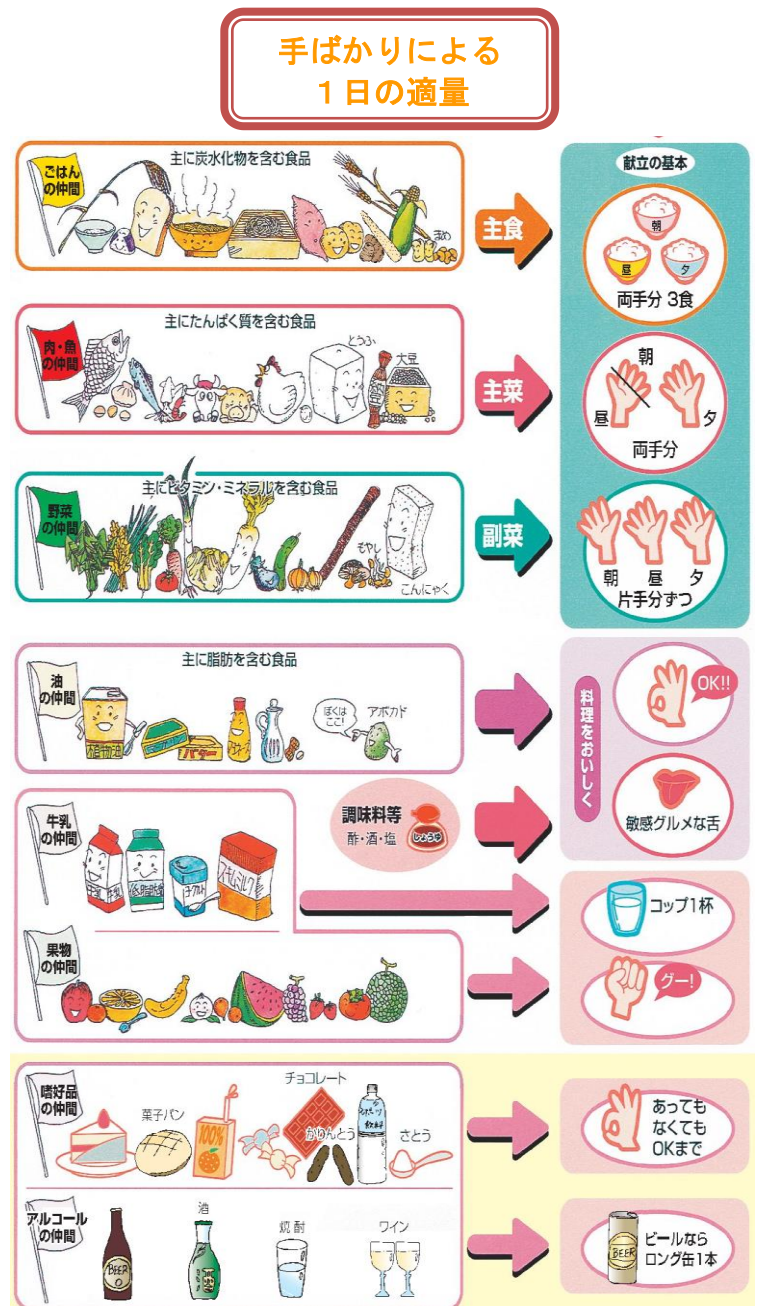 手ばかりによる
１日の適量
ごはん
の仲間
主に炭水化物を含む食品
まめ
主食
献立の基本
朝
昼
夕
両手分 3食
肉・魚
の仲間
主にたんぱく質を含む食品
とうふ
大豆
主菜
朝
昼
夕
両手分
野菜
の仲間
主にビタミン・ミネラルを含む食品
もやし
こんにゃく
副菜
朝 昼 夕
片手分ずつ
油
の仲間
主に脂肪を含む食品
バター
ぼくは
ここ!
アボカド
料理をおいしく
OK!!
牛乳
の仲間
牛乳
ヨーグルト
スキムミルク
調味料等
酢・酒・塩
しょうゆ
敏感グルメな舌
コップ1杯
果物
の仲間
グー!
嗜好品
の仲間
菓子パン
100%
チョコレート
かりんとう
飲料
さとう
あっても
なくても
OKまで
アルコール
の仲間
BEER
酒
焼酎
ワイン
BEER
ビールなら
ロング缶1本